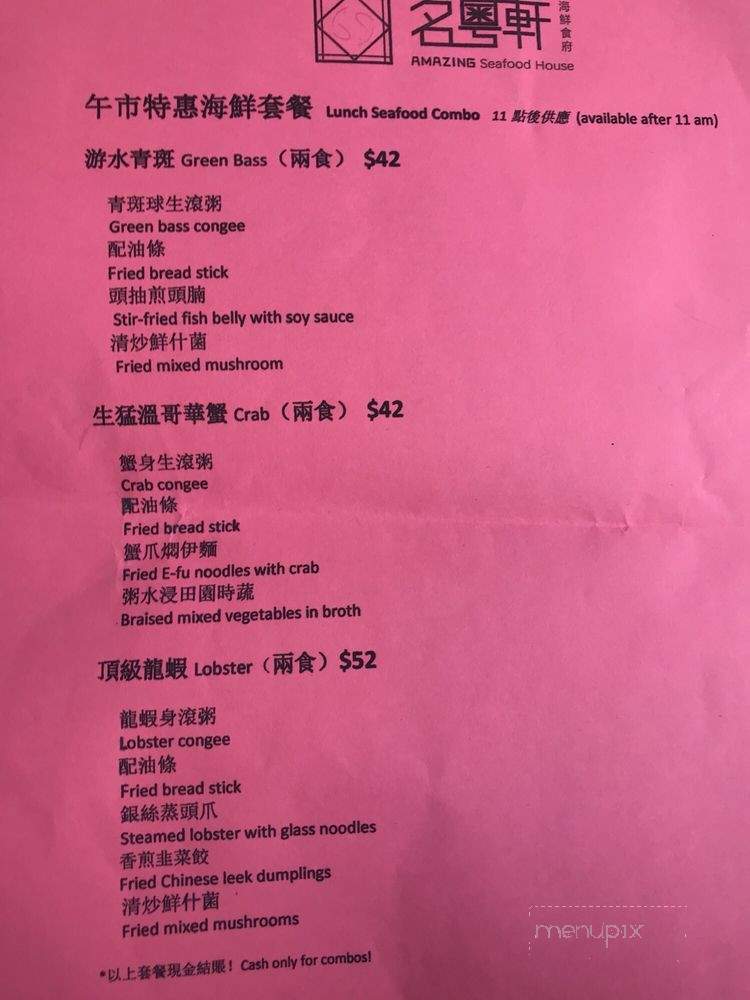 名粵軒 海鮮食府
AMAZING Seafood House
午市特惠海鮮套餐 Lunch Seafood Combo 11 點後供應 (available after 11 am)
游水青斑 Green Bass（兩食） $42
青斑球生滾粥
Green bass congee
配油條
Fried bread stick
頭抽煎頭腩
Stir-fried fish belly with soy sauce
清炒鮮什菌
Fried mixed mushroom
生猛溫哥華蟹 Crab（兩食） $42
蟹身生滾粥
Crab congee
配油條
Fried bread stick
蟹爪燜伊麵
Fried E-fu noodles with crab
粥水浸田園時蔬
Braised mixed vegetables in broth
頂級龍蝦 Lobster（兩食）$52
龍蝦身滾粥
Lobster congee
配油條
Fried bread stick
銀絲蒸頭爪
Steamed lobster with glass noodles
香煎韭菜餃
Fried Chinese leek dumplings
清炒鮮什菌
Fried mixed mushrooms
*以上套餐現金結賬！Cash only for combos!
menupix